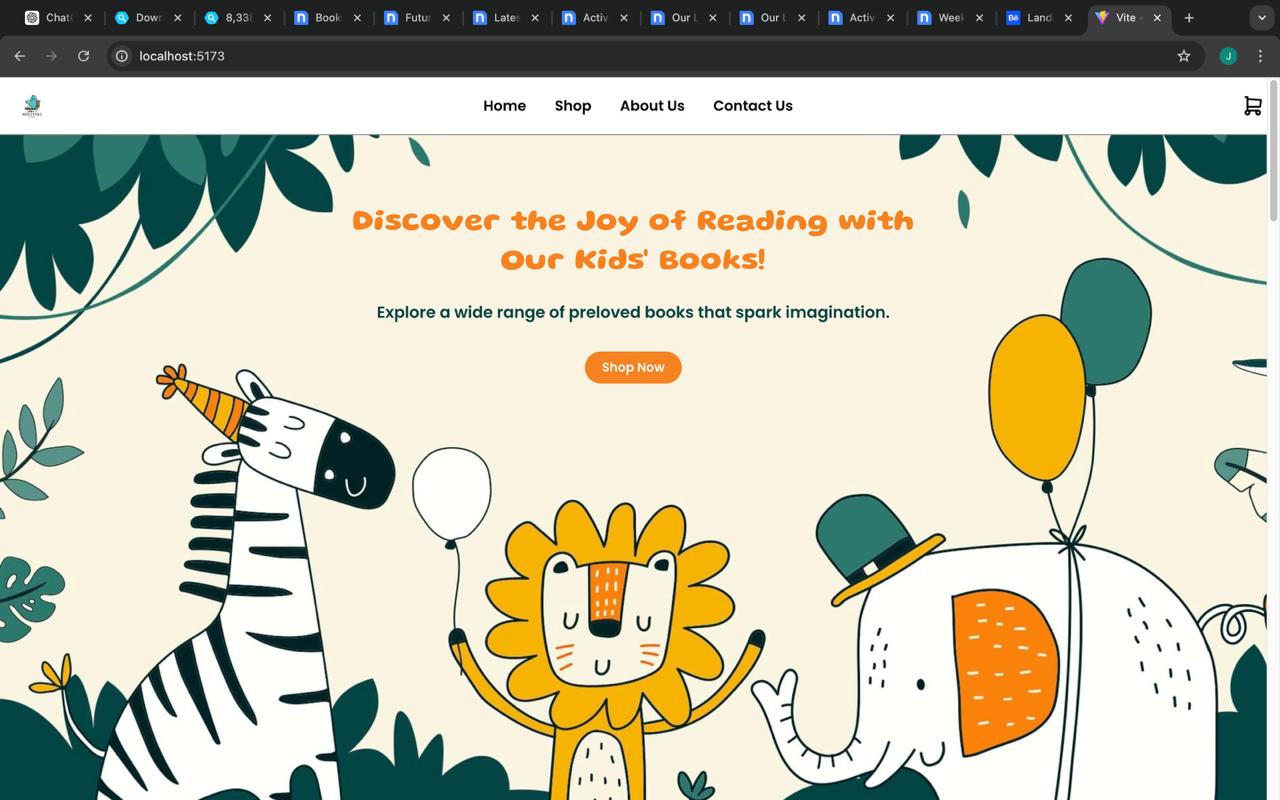 Chat
Down
8,33
Book
Futur
Lates
Activ
Our L
Our L
Activ
Week
Bē
Land
Vite
localhost:5173
J
Home
Shop
About Us
Contact Us
Discover the Joy of Reading with
Our Kids' Books!
Explore a wide range of preloved books that spark imagination.
Shop Now